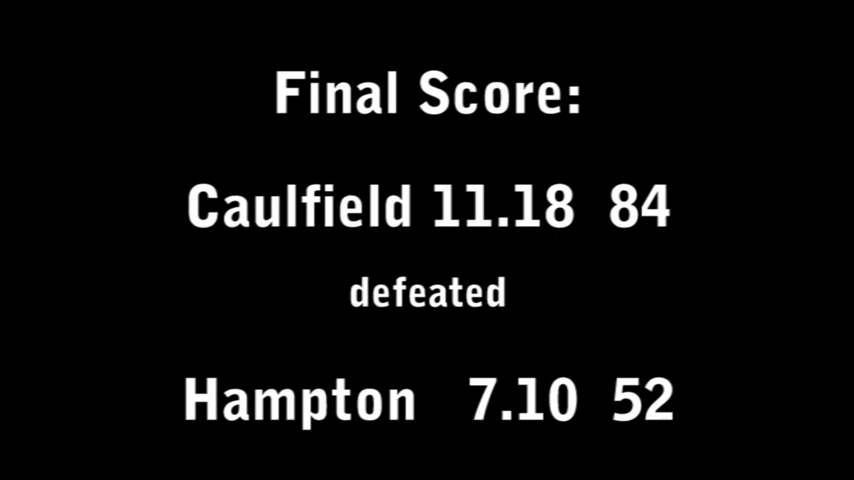 Final Score:
Caulfield 11.18 84
defeated
Hampton 7.10 52